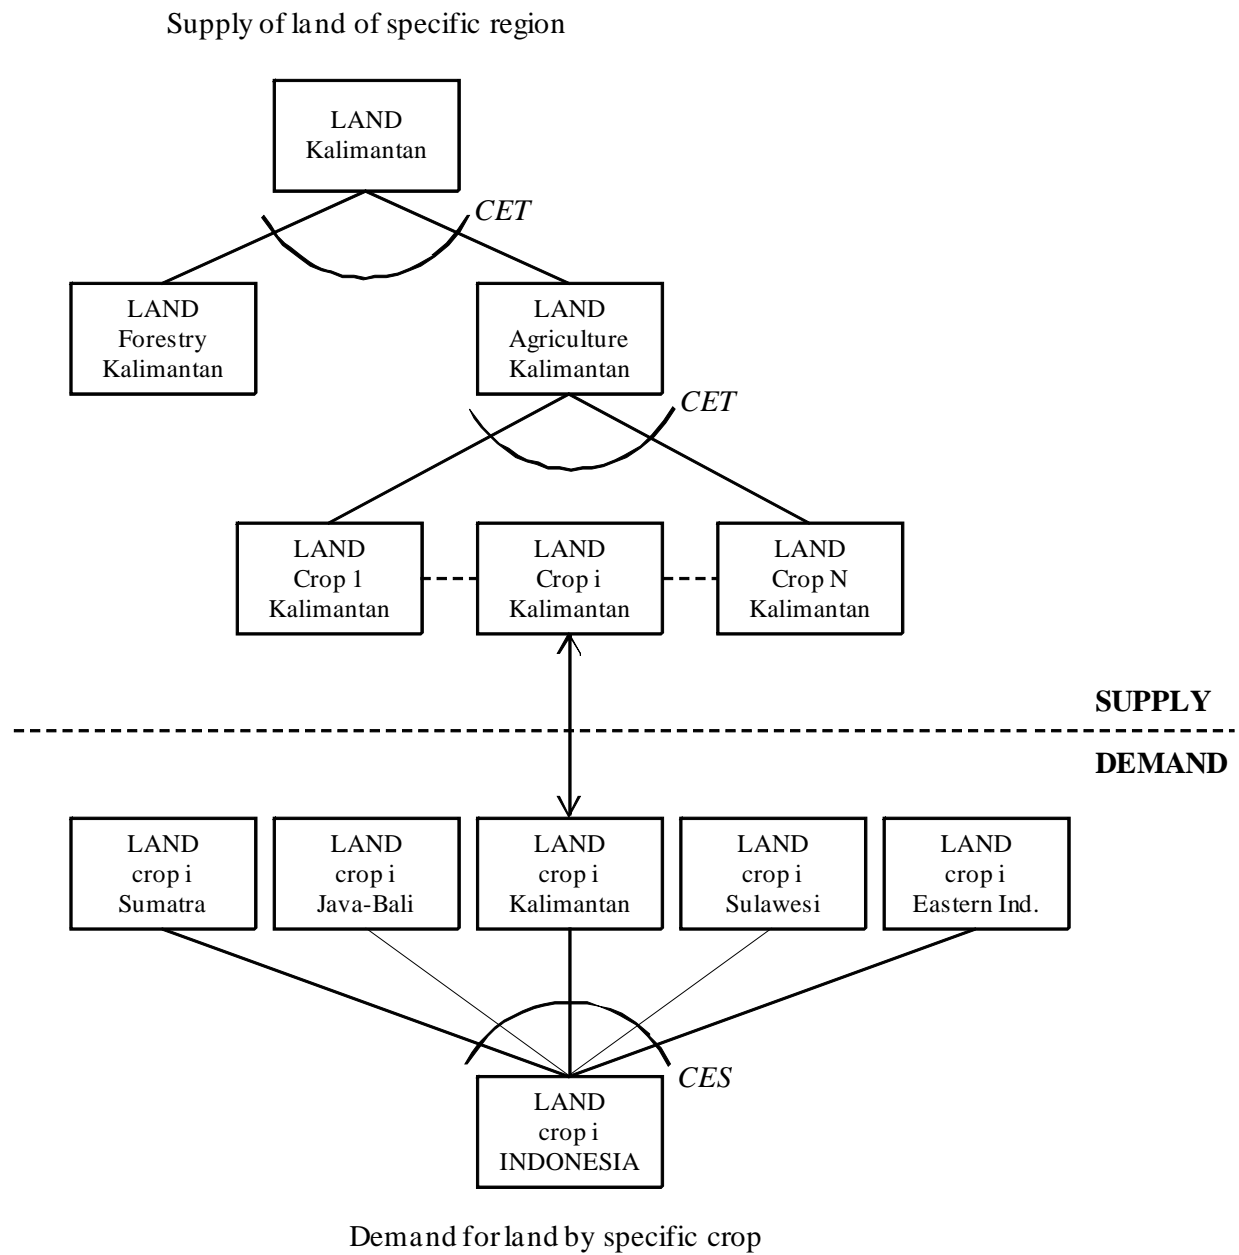 Supply of land of specific region
LAND
Kalimantan
CET
LAND
Forestry
Kalimantan
LAND
Agriculture
Kalimantan
CET
LAND
Crop 1
Kalimantan
LAND
Crop i
Kalimantan
LAND
Crop N
Kalimantan
SUPPLY
DEMAND
LAND
crop i
Sumatra
LAND
crop i
Java-Bali
LAND
crop i
Kalimantan
LAND
crop i
Sulawesi
LAND
crop i
Eastern Ind.
CES
LAND
crop i
INDONESIA
Demand for land by specific crop